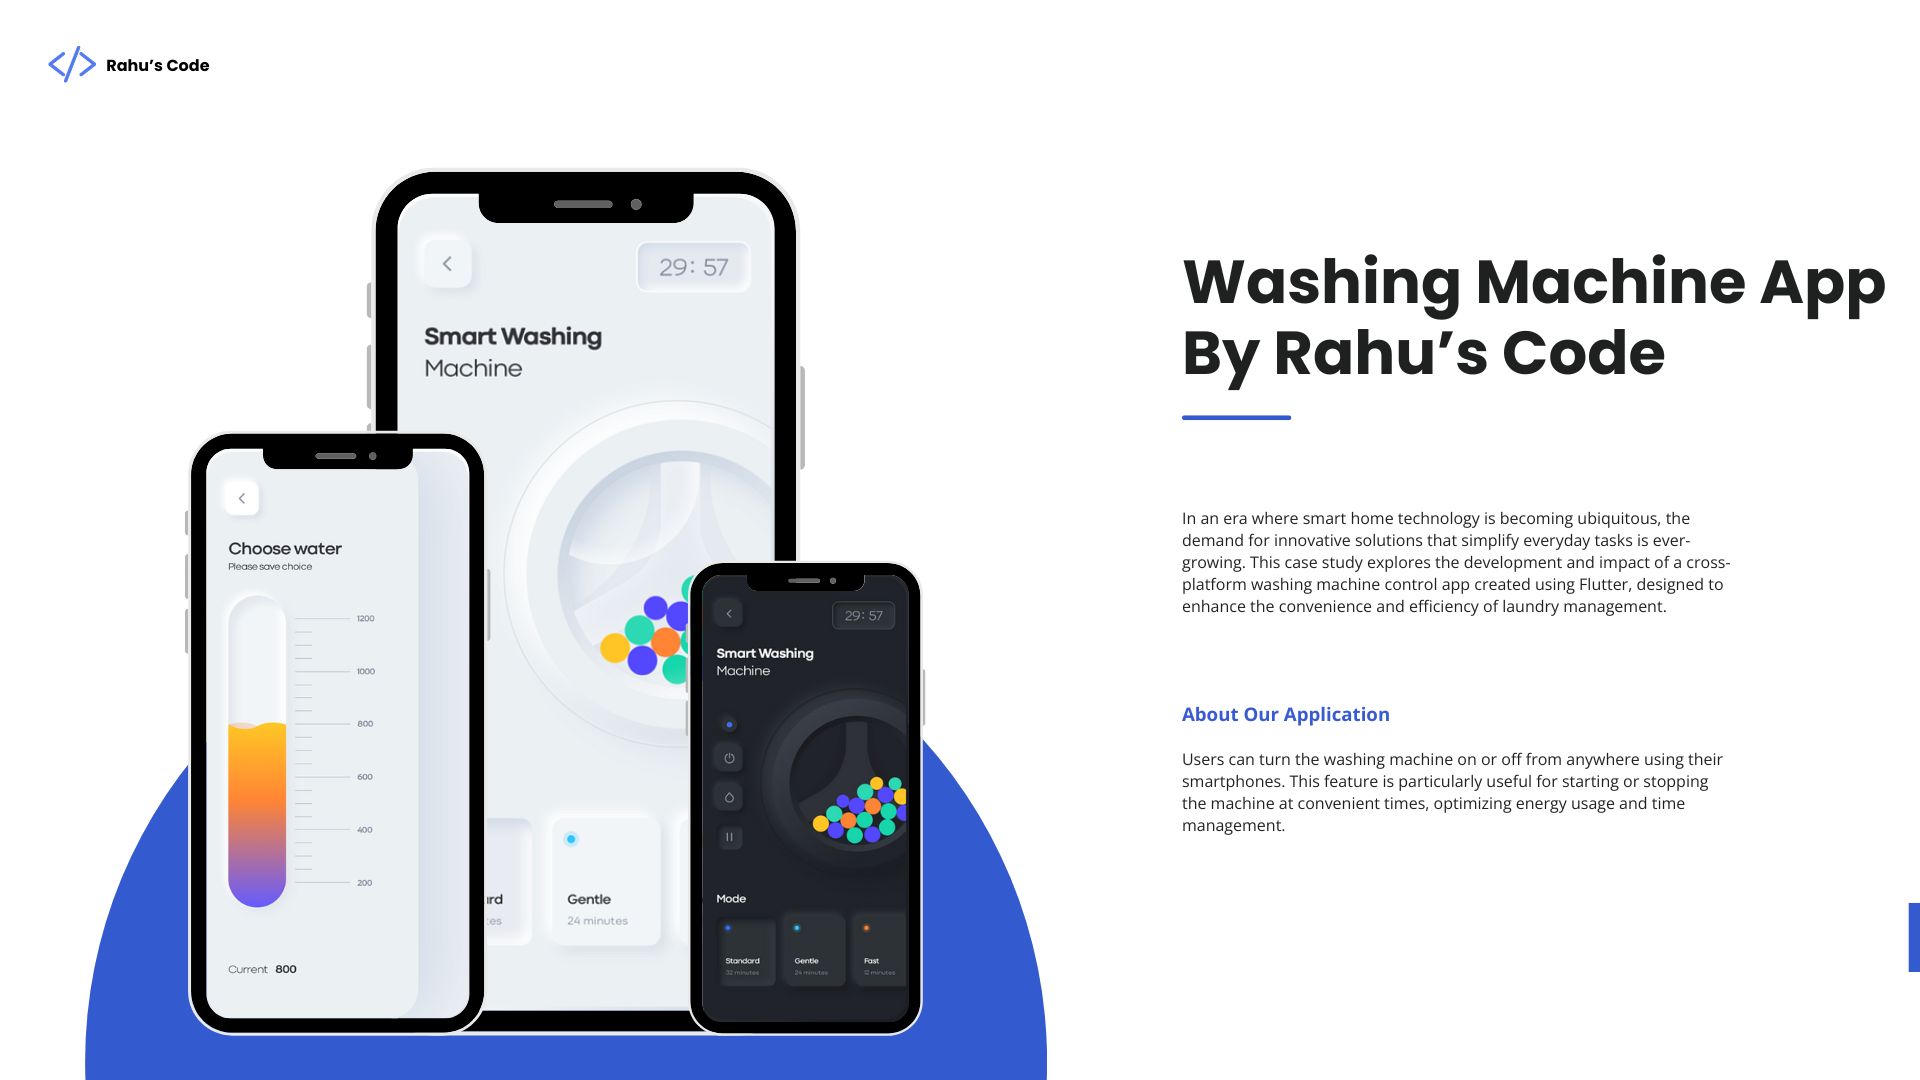 Rahu’s Code
29: 57
Smart Washing
Machine
Gentle
24 minutes
Choose water
Please save choice
1200
1000
800
600
400
200
Current 800
29: 57
Smart Washing
Machine
Mode
Standard
32 minutes
Gentle
24 minutes
Fast
12 minutes
Washing Machine App
By Rahu’s Code
In an era where smart home technology is becoming ubiquitous, the
demand for innovative solutions that simplify everyday tasks is ever-
growing. This case study explores the development and impact of a cross-
platform washing machine control app created using Flutter, designed to
enhance the convenience and efficiency of laundry management.
About Our Application
Users can turn the washing machine on or off from anywhere using their
smartphones. This feature is particularly useful for starting or stopping
the machine at convenient times, optimizing energy usage and time
management.